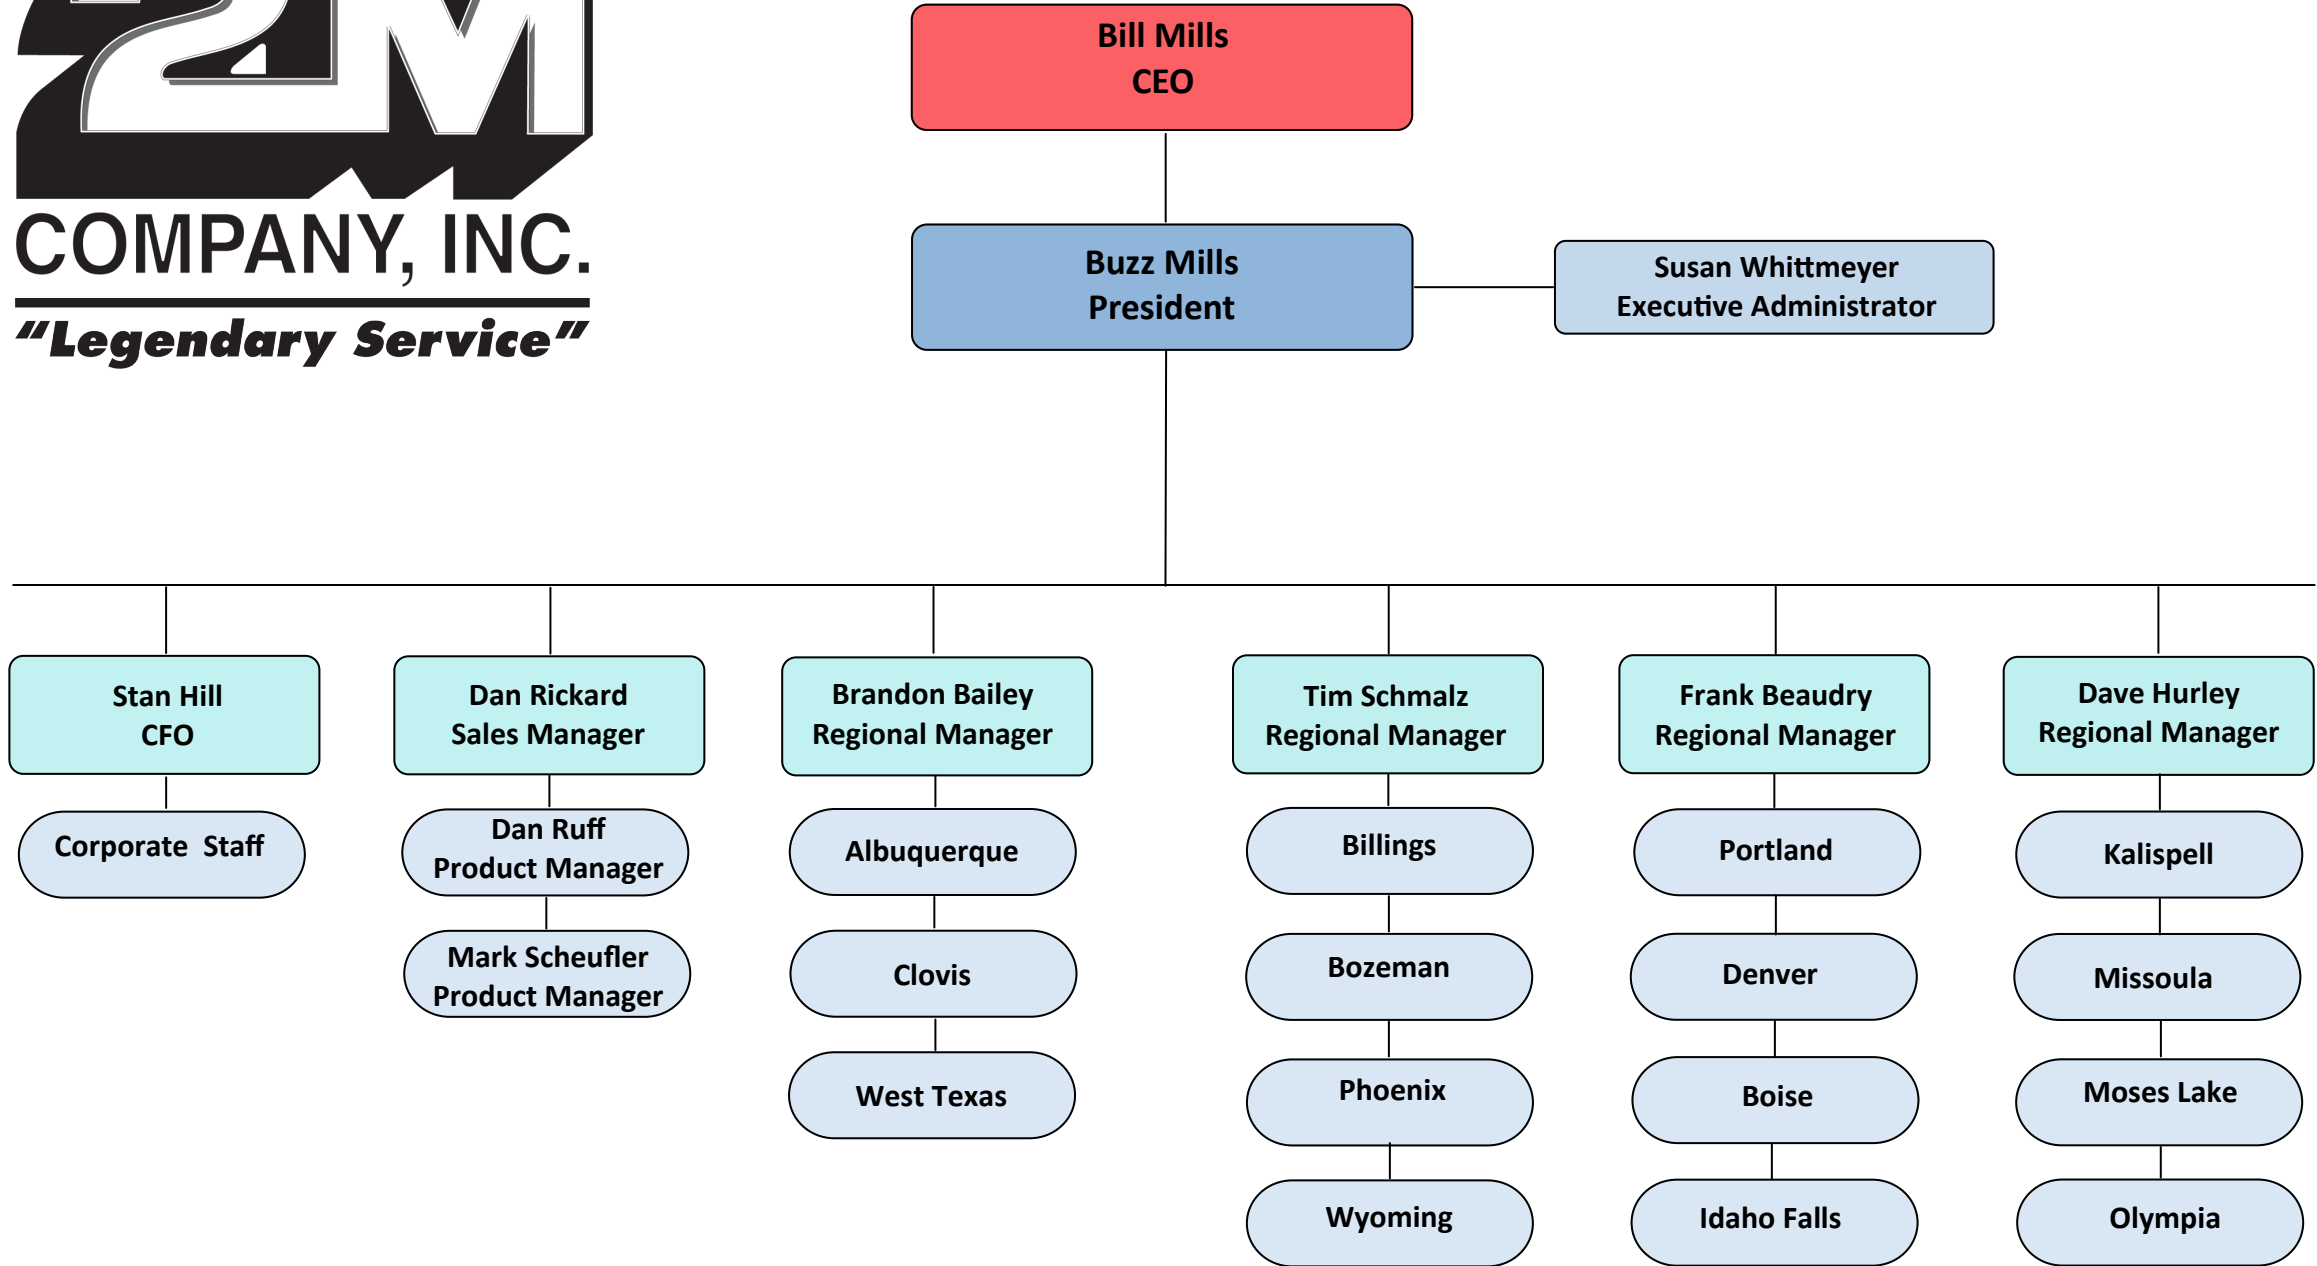 2M
COMPANY, INC.
"Legendary Service"
Bill Mills
CEO
Buzz Mills
President
Susan Whittmeyer
Executive Administrator
Stan Hill
CFO
Corporate  Staff
Dan Rickard
Sales Manager
Dan Ruff
Product Manager
Mark Scheufler
Product Manager
Brandon Bailey
Regional Manager
Albuquerque
Clovis
West Texas
Tim Schmalz
Regional Manager
Billings
Bozeman
Phoenix
Wyoming
Frank Beaudry
Regional Manager
Portland
Denver
Boise
Idaho Falls
Dave Hurley
Regional Manager
Kalispell
Missoula
Moses Lake
Olympia